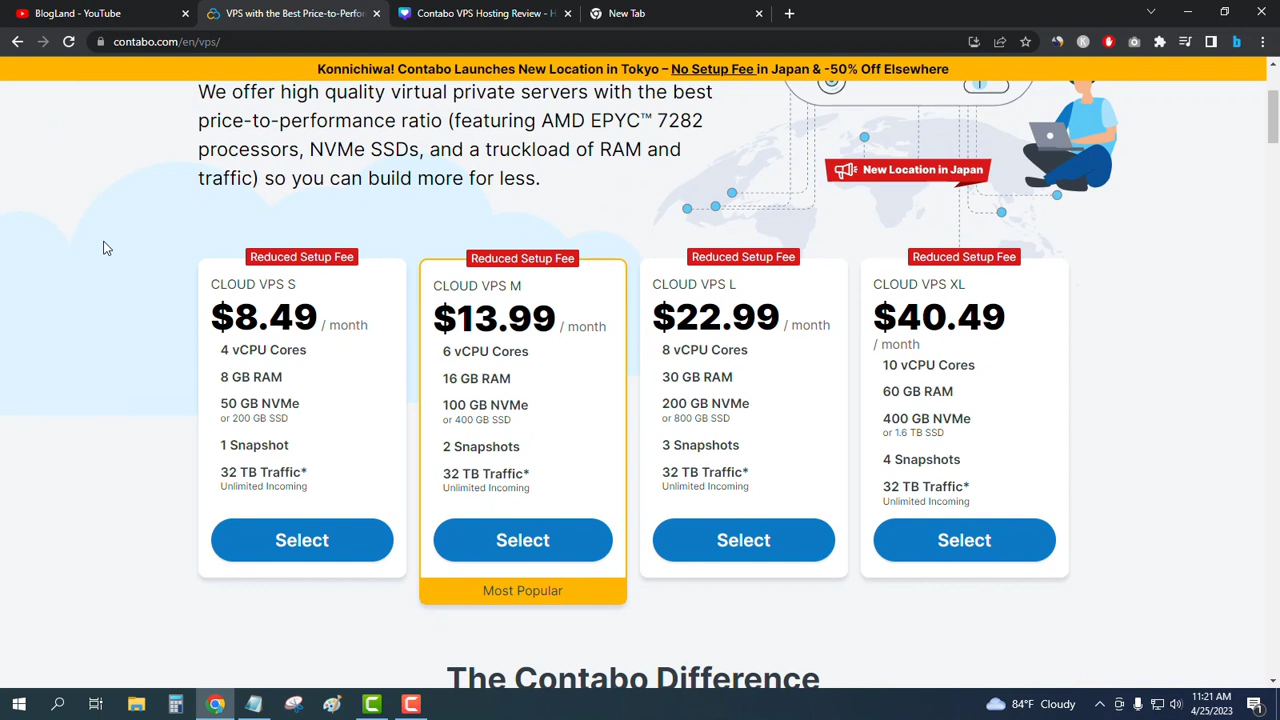 BlogLand - YouTube
VPS with the Best Price-to-Perfor
Contabo VPS Hosting Review - H
New Tab
contabo.com/en/vps/
Konnichiwa! Contabo Launches New Location in Tokyo – No Setup Fee in Japan & -50% Off Elsewhere
We offer high quality virtual private servers with the best
price-to-performance ratio (featuring AMD EPYC™ 7282
processors, NVMe SSDs, and a truckload of RAM and
traffic) so you can build more for less.
New Location in Japan
Reduced Setup Fee
CLOUD VPS S
$8.49 / month
4 vCPU Cores
8 GB RAM
50 GB NVMe
or 200 GB SSD
1 Snapshot
32 TB Traffic*
Unlimited Incoming
Select
Reduced Setup Fee
CLOUD VPS M
$13.99 / month
6 vCPU Cores
16 GB RAM
100 GB NVMe
or 400 GB SSD
2 Snapshots
32 TB Traffic*
Unlimited Incoming
Select
Most Popular
Reduced Setup Fee
CLOUD VPS L
$22.99 / month
8 vCPU Cores
30 GB RAM
200 GB NVMe
or 800 GB SSD
3 Snapshots
32 TB Traffic*
Unlimited Incoming
Select
Reduced Setup Fee
CLOUD VPS XL
$40.49
/ month
10 vCPU Cores
60 GB RAM
400 GB NVMe
or 1.6 TB SSD
4 Snapshots
32 TB Traffic*
Unlimited Incoming
Select
The Contabo Difference
84°F Cloudy
11:21 AM
4/25/2023